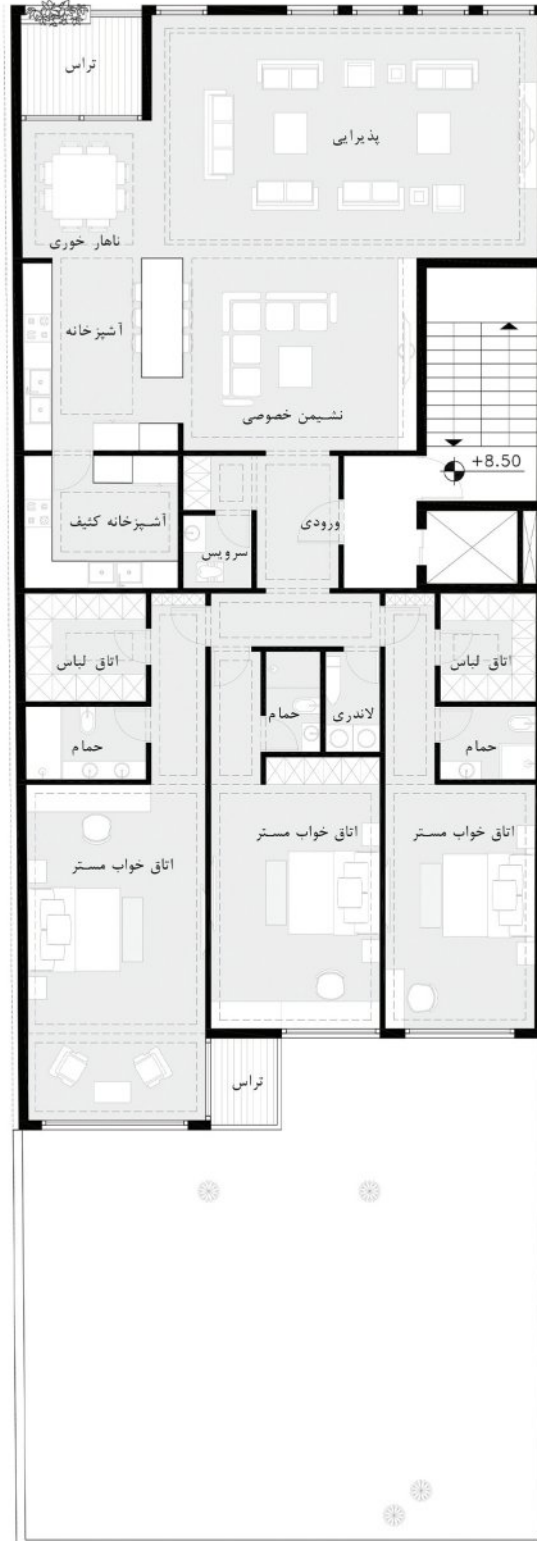 تراس
پذیرایی
ناهار خوری
آشپزخانه
نشیمن خصوصی
+8.50
آشپزخانه کثیف
سرویس
ورودی
اتاق لباس
اتاق لباس
حمام
حمام
لاندری
حمام
اتاق خواب مستر
اتاق خواب مستر
اتاق خواب مستر
تراس